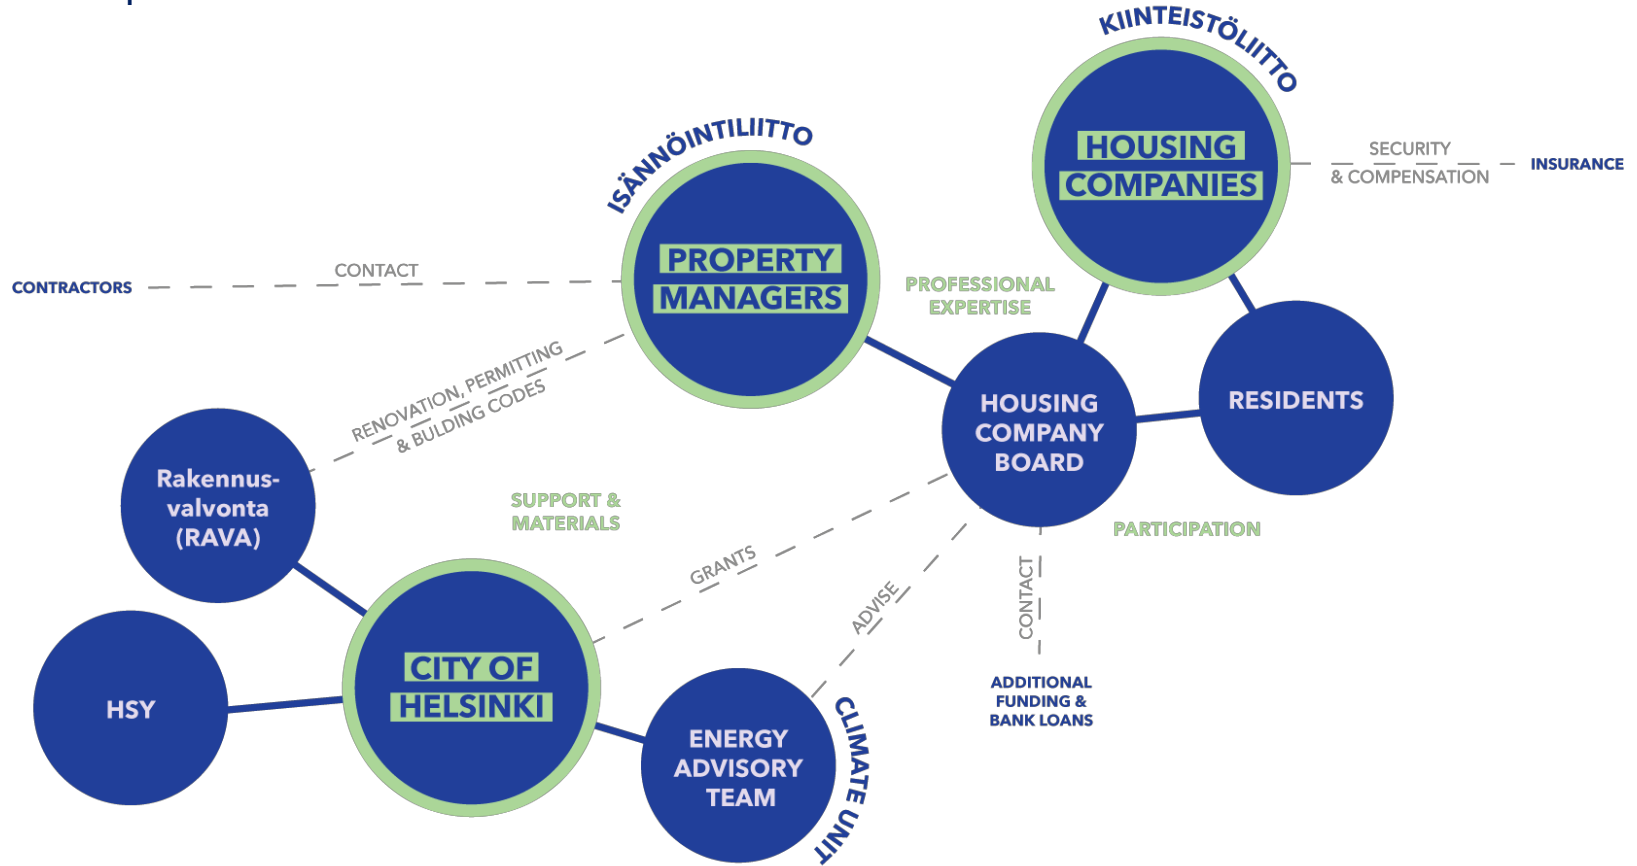 KIINTEISTÖLIITTO
HOUSING
COMPANIES
SECURITY
& COMPENSATION
INSURANCE
ISÄNNÖINTILIITTO
PROPERTY
MANAGERS
CONTACT
CONTRACTORS
PROFESSIONAL
EXPERTISE
RENOVATION, PERMITTING
& BULDING CODES
HOUSING
COMPANY
BOARD
RESIDENTS
Rakennus-
valvonta
(RAVA)
SUPPORT &
MATERIALS
PARTICIPATION
GRANTS
ADVISE
CONTACT
CITY OF
HELSINKI
HSY
ADDITIONAL
FUNDING &
BANK LOANS
ENERGY
ADVISORY
TEAM
CLIMATE UNIT